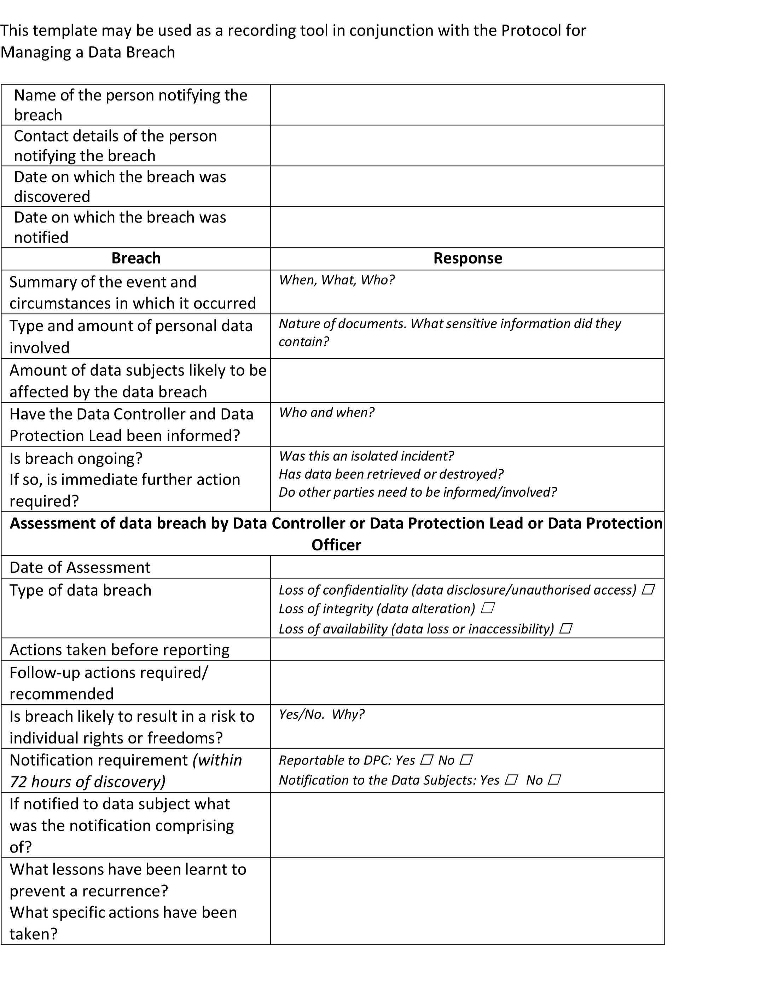 This template may be used as a recording tool in conjunction with the Protocol for
Managing a Data Breach
Name of the person notifying the
breach
Contact details of the person
notifying the breach
Date on which the breach was
discovered
Date on which the breach was
notified
Breach
Response
Summary of the event and
circumstances in which it occurred
When, What, Who?
Type and amount of personal data
involved
Nature of documents. What sensitive information did they
contain?
Amount of data subjects likely to be
affected by the data breach
Have the Data Controller and Data
Protection Lead been informed?
Who and when?
Is breach ongoing?
If so, is immediate further action
required?
Was this an isolated incident?
Has data been retrieved or destroyed?
Do other parties need to be informed/involved?
Assessment of data breach by Data Controller or Data Protection Lead or Data Protection
Officer
Date of Assessment
Type of data breach
Loss of confidentiality (data disclosure/unauthorised access) ☐
Loss of integrity (data alteration) ☐
Loss of availability (data loss or inaccessibility) ☐
Actions taken before reporting
Follow-up actions required/
recommended
Is breach likely to result in a risk to
individual rights or freedoms?
Yes/No.  Why?
Notification requirement (within
72 hours of discovery)
Reportable to DPC: Yes ☐ No ☐
Notification to the Data Subjects: Yes ☐  No ☐
If notified to data subject what
was the notification comprising
of?
What lessons have been learnt to
prevent a recurrence?
What specific actions have been
taken?